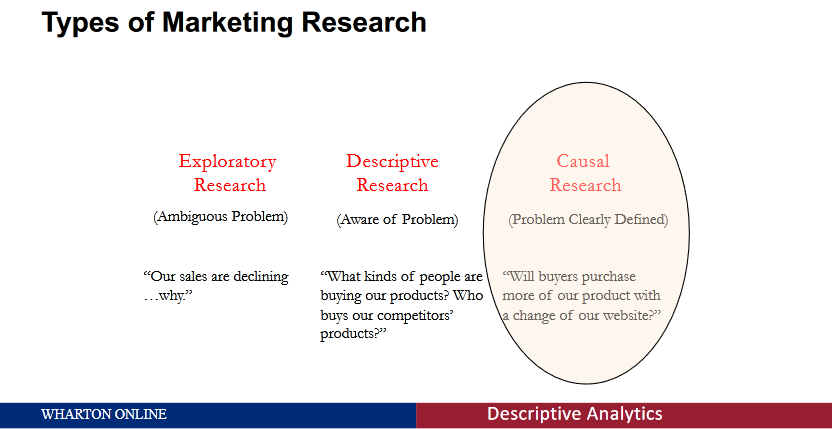 Types of Marketing Research
Exploratory
Research
(Ambiguous Problem)
“Our sales are declining
…why.”
Descriptive
Research
(Aware of Problem)
“What kinds of people are
buying our products? Who
buys our competitors’
products?”
Causal
Research
(Problem Clearly Defined)
“Will buyers purchase
more of our product with
a change of our website?”
WHARTON ONLINE
Descriptive Analytics